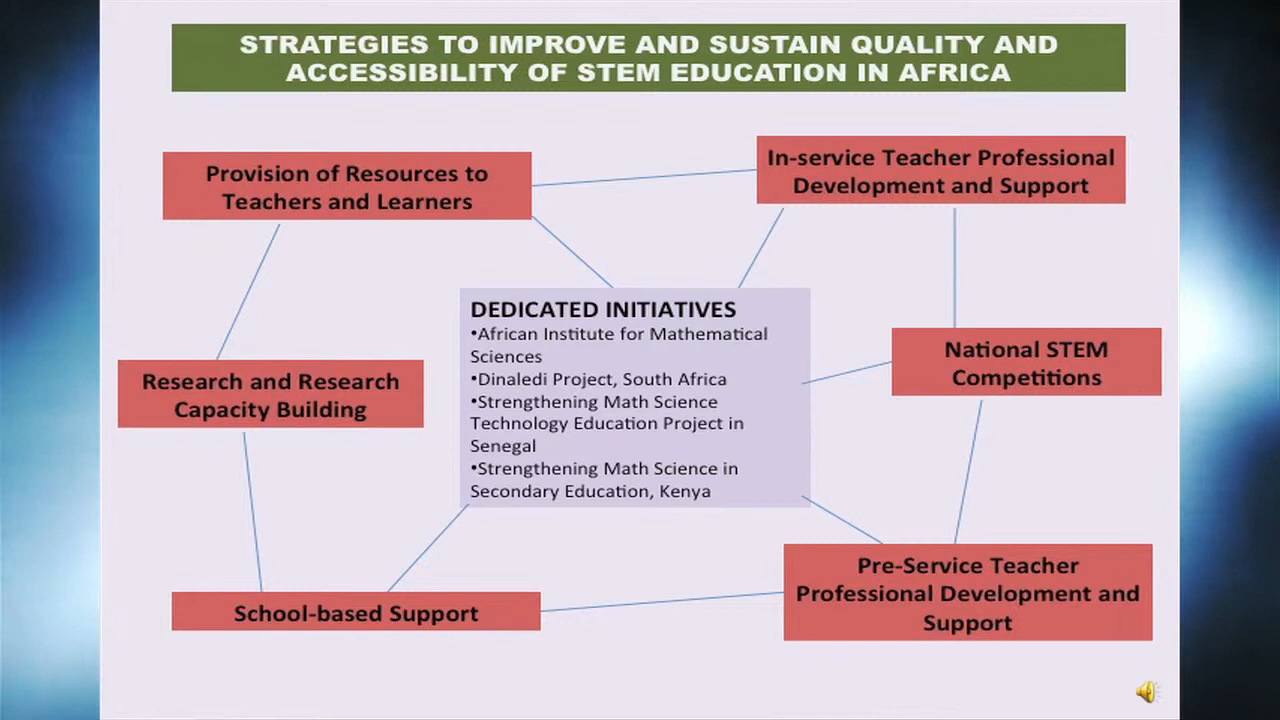 STRATEGIES TO IMPROVE AND SUSTAIN QUALITY AND
ACCESSIBILITY OF STEM EDUCATION IN AFRICA
Provision of Resources to
Teachers and Learners
In-service Teacher Professional
Development and Support
DEDICATED INITIATIVES
•African Institute for Mathematical
Sciences
•Dinaledi Project, South Africa
•Strengthening Math Science
Technology Education Project in
Senegal
•Strengthening Math Science in
Secondary Education, Kenya
National STEM
Competitions
Research and Research
Capacity Building
School-based Support
Pre-Service Teacher
Professional Development and
Support